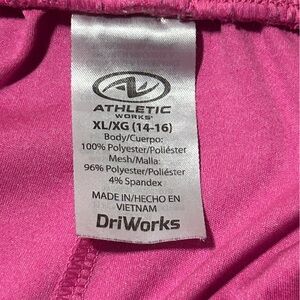 ATHLETIC
WORKS
XL/XG (14-16)
Body/Cuerpo:
100% Polyester/Poliéster
Mesh/Malla:
96% Polyester/Poliéster
4% Spandex
MADE IN/HECHO EN
VIETNAM
DriWorks